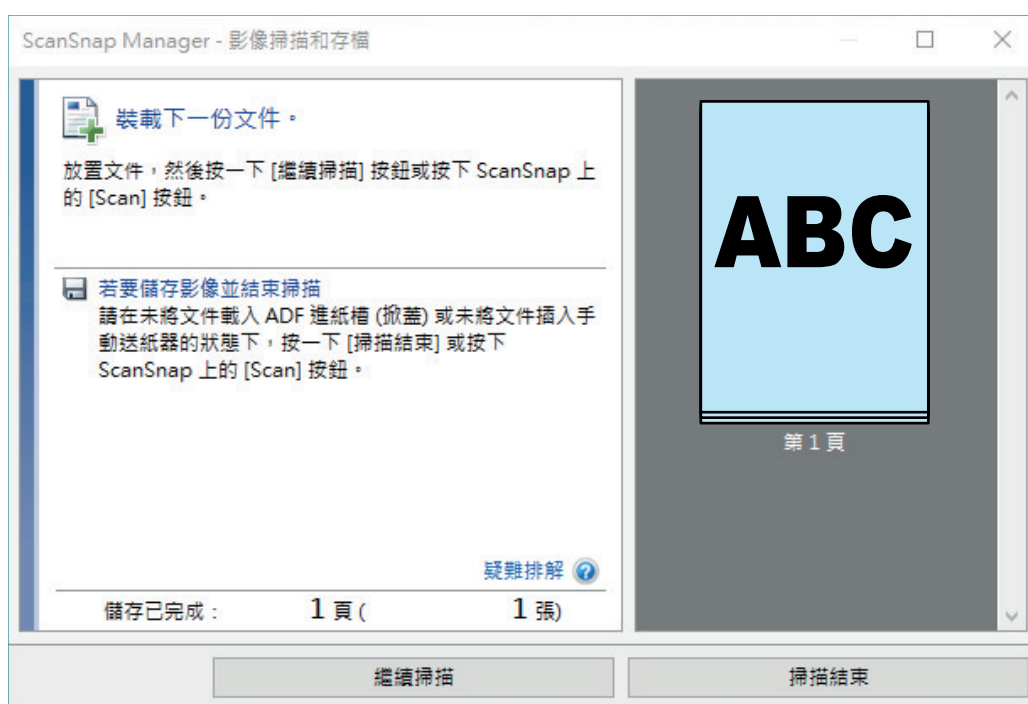 ScanSnap Manager - 影像掃描和存檔
裝載下一份文件。
放置文件，然後按一下 [繼續掃描] 按鈕或按下 ScanSnap 上
的 [Scan] 按鈕。
若要儲存影像並結束掃描
請在未將文件載入 ADF 進紙槽 (掀蓋) 或未將文件插入手
動送紙器的狀態下，按一下 [掃描結束] 或按下
ScanSnap 上的 [Scan] 按鈕。
疑難排解
儲存已完成： 1 頁 ( 1 張)
ABC
第 1 頁
繼續掃描
掃描結束